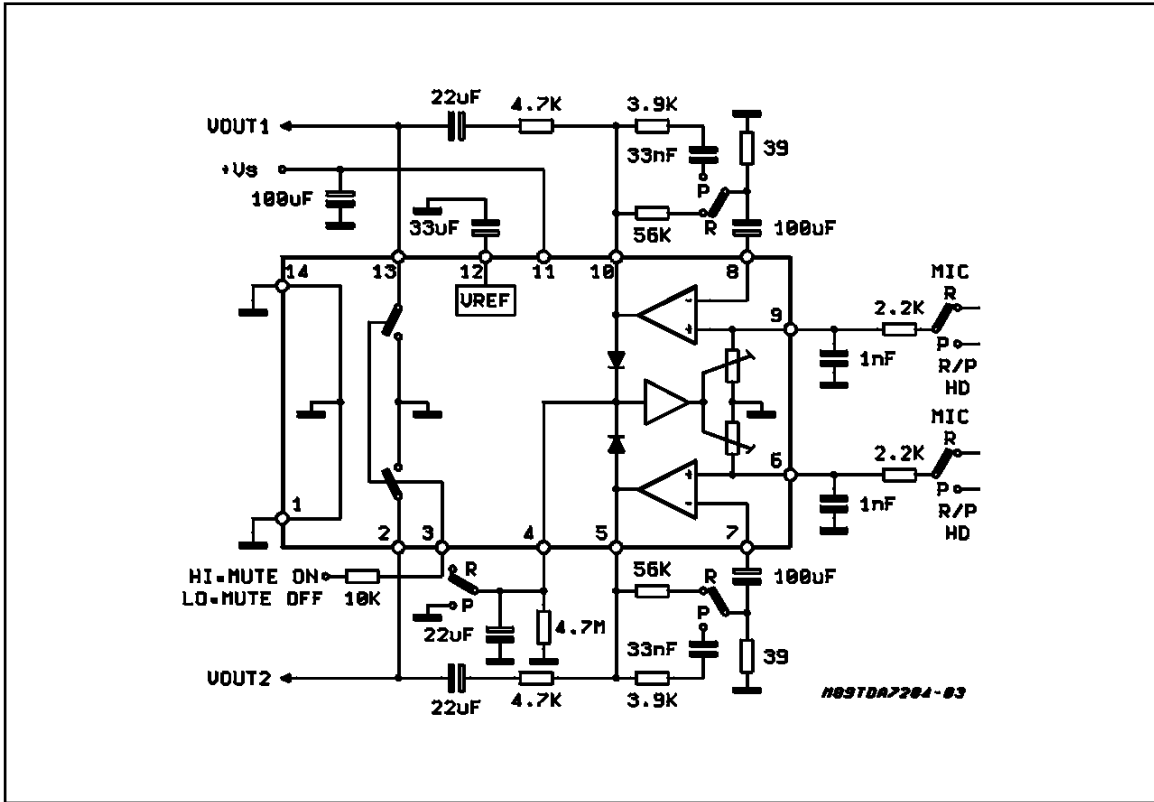 22uF 4.7K 3.9K
VOUT1
33nF 39
+Vs
P
100uF
33uF
56K R 100uF
14 13 12 11 10 8
MIC
VREF
R
9 2.2K
- +
P
1nF R/P
HD
MIC
R
6 2.2K
+ -
P
1nF R/P
HD
1 2 3 4 5 7
HI=MUTE ON R 56K R 100uF
LO=MUTE OFF 10K P P
22uF 4.7M 33nF 39
VOUT2
22uF 4.7K 3.9K
M89TDA7284-03